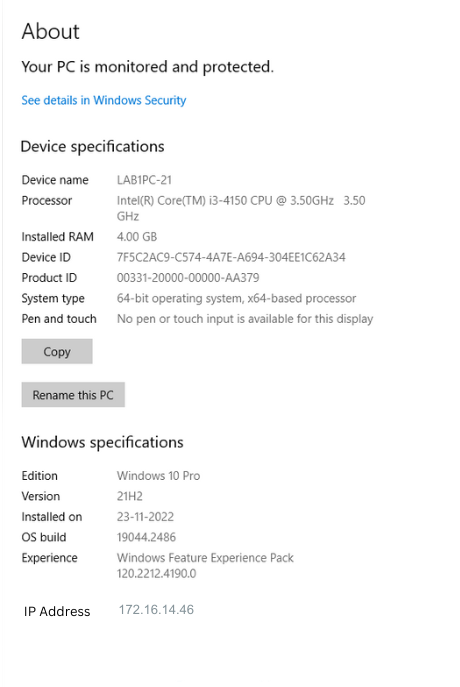 About
Your PC is monitored and protected.
See details in Windows Security
Device specifications
Device name LAB1PC-21
Processor Intel(R) Core(TM) i3-4150 CPU @ 3.50GHz 3.50
GHz
Installed RAM 4.00 GB
Device ID 7F5C2AC9-C574-4A7E-A694-304EE1C62A34
Product ID 00331-20000-00000-AA379
System type 64-bit operating system, x64-based processor
Pen and touch No pen or touch input is available for this display
Copy
Rename this PC
Windows specifications
Edition Windows 10 Pro
Version 21H2
Installed on 23-11-2022
OS build 19044.2486
Experience Windows Feature Experience Pack
120.2212.4190.0
IP Address 172.16.14.46